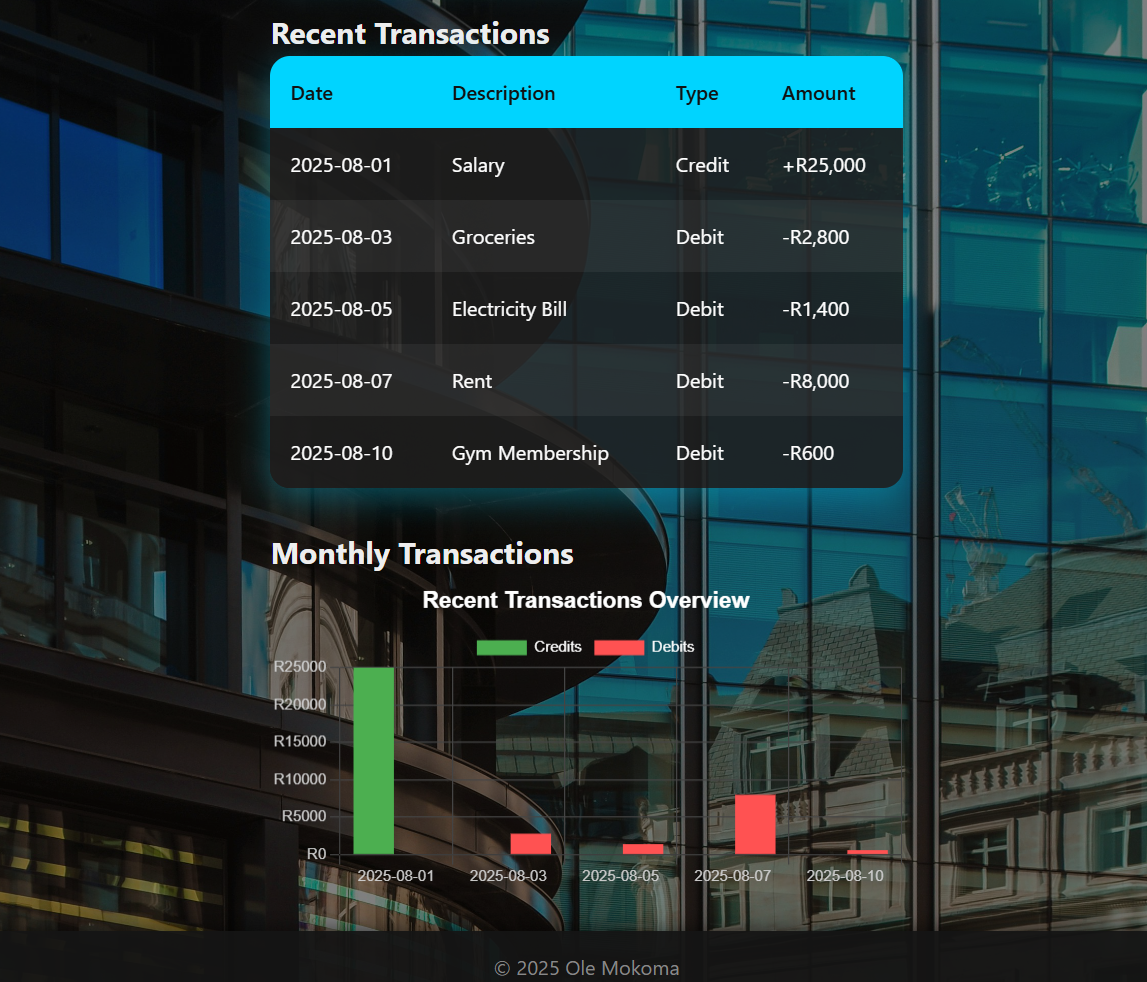 Recent Transactions
Date Description Type Amount
2025-08-01 Salary Credit +R25,000
2025-08-03 Groceries Debit -R2,800
2025-08-05 Electricity Bill Debit -R1,400
2025-08-07 Rent Debit -R8,000
2025-08-10 Gym Membership Debit -R600
Monthly Transactions
Recent Transactions Overview
Credits Debits
R25000
R20000
R15000
R10000
R5000
R0
2025-08-01 2025-08-03 2025-08-05 2025-08-07 2025-08-10
© 2025 Ole Mokoma